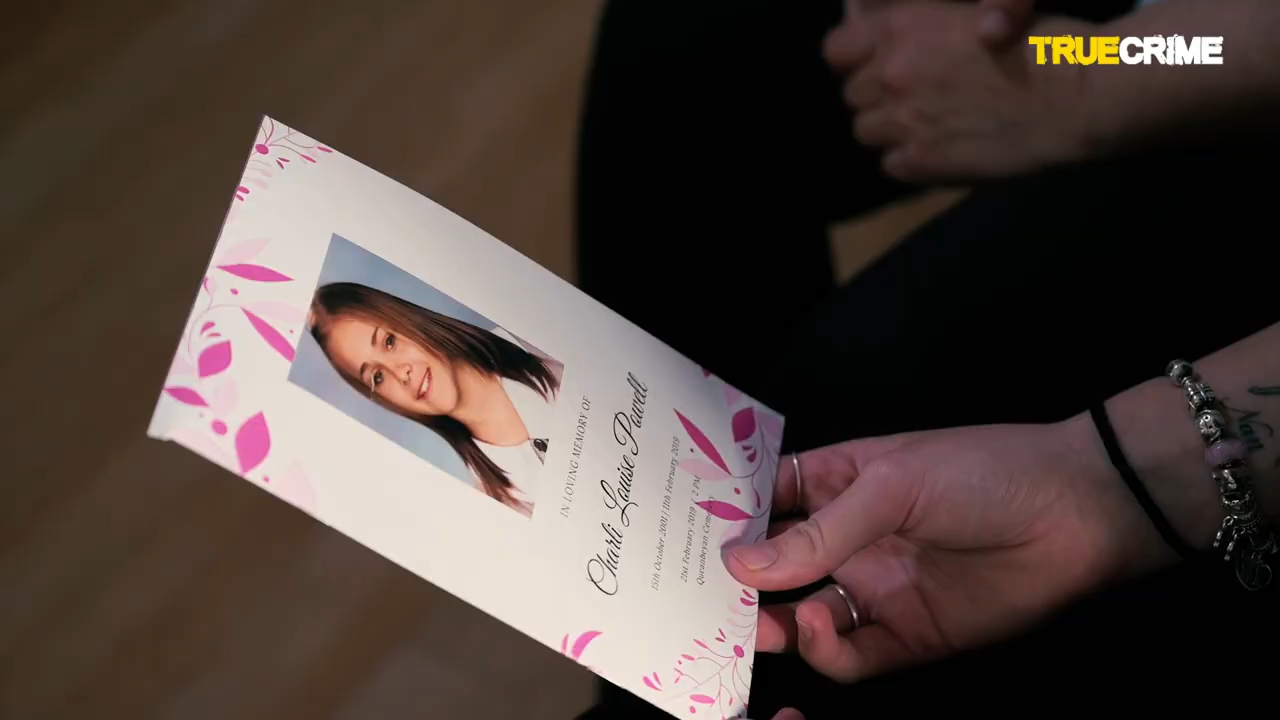 TRUECRIME
IN LOVING MEMORY OF
Charli Louise Powell
15th October 2001 | 11th February 2019
21st February 2019 | 2 PM
Queanbeyan